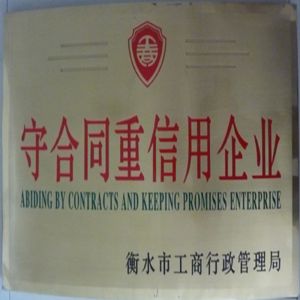 守合同重信用企业
ABIDING BY CONTRACTS AND KEEPING PROMISES ENTERPRISE
衡水市工商行政管理局